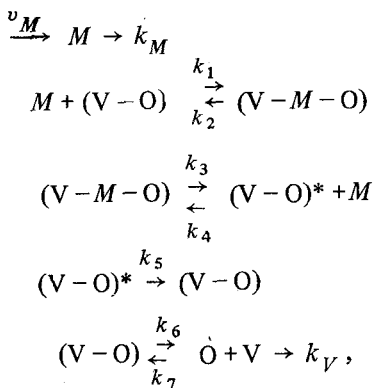 v_M → M → k_M
M + (V – O) k_1 ⇄ k_2 (V – M – O)
(V – M – O) k_3 ⇄ k_4 (V – O)* + M
(V – O)* k_5 → (V – O)
(V – O) k_6 ⇄ k_7 O + V → k_V ,